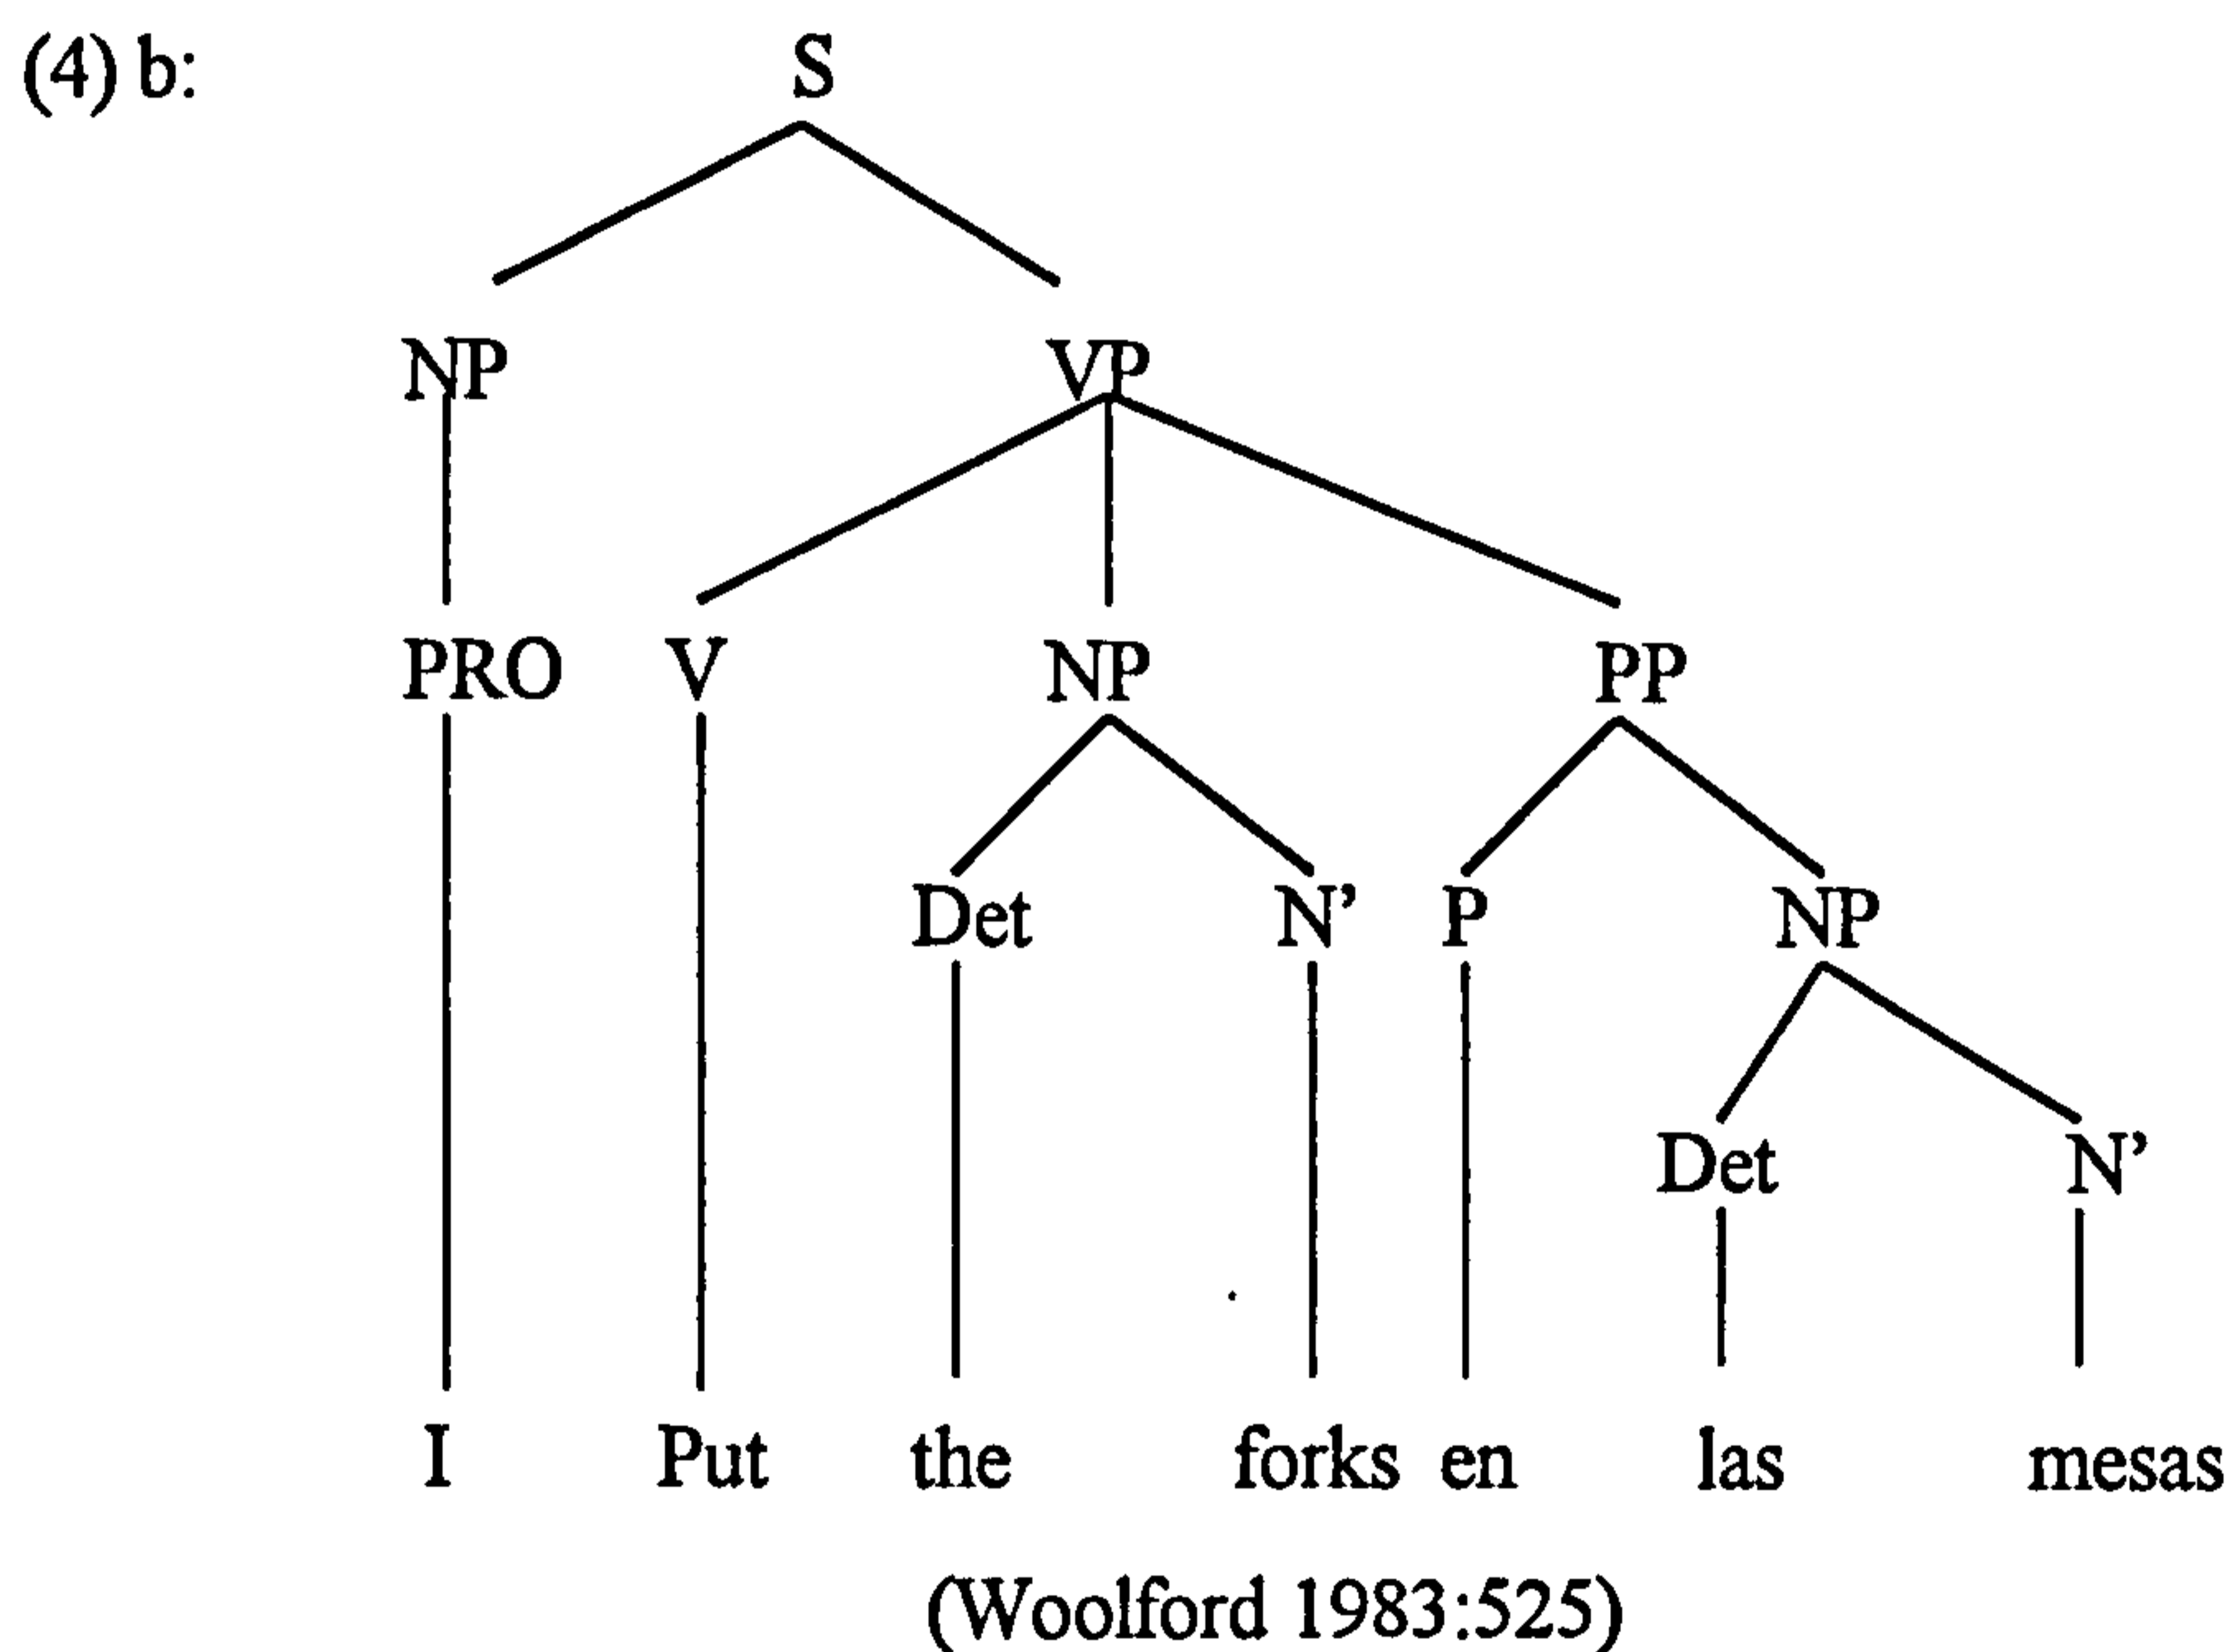 (4) b: S
NP VP
PRO V NP PP
Det N’ P NP
Det N’
I Put the forks en las mesas
(Woolford 1983:525)